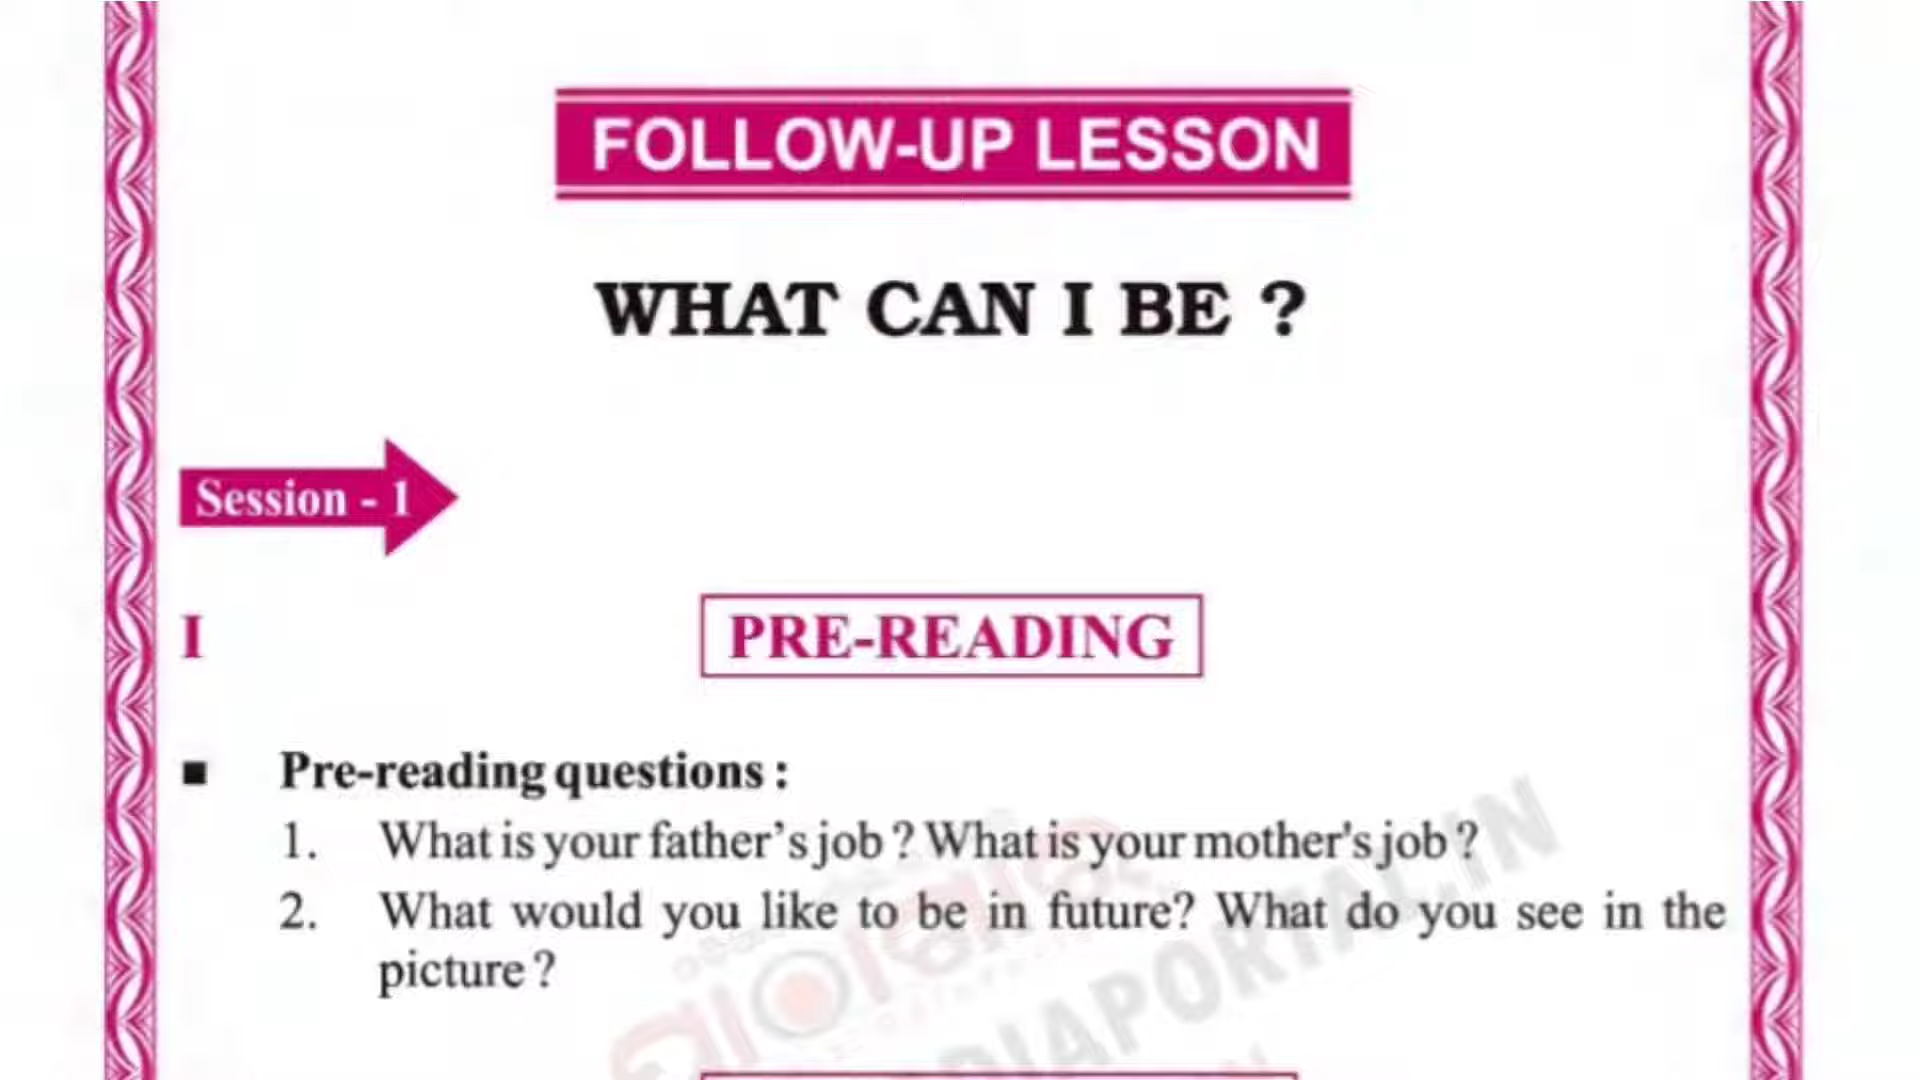 FOLLOW-UP LESSON
WHAT CAN I BE ?
Session - 1
I
PRE-READING
■ Pre-reading questions :
1. What is your father’s job ? What is your mother's job ?
2. What would you like to be in future? What do you see in the
picture ?